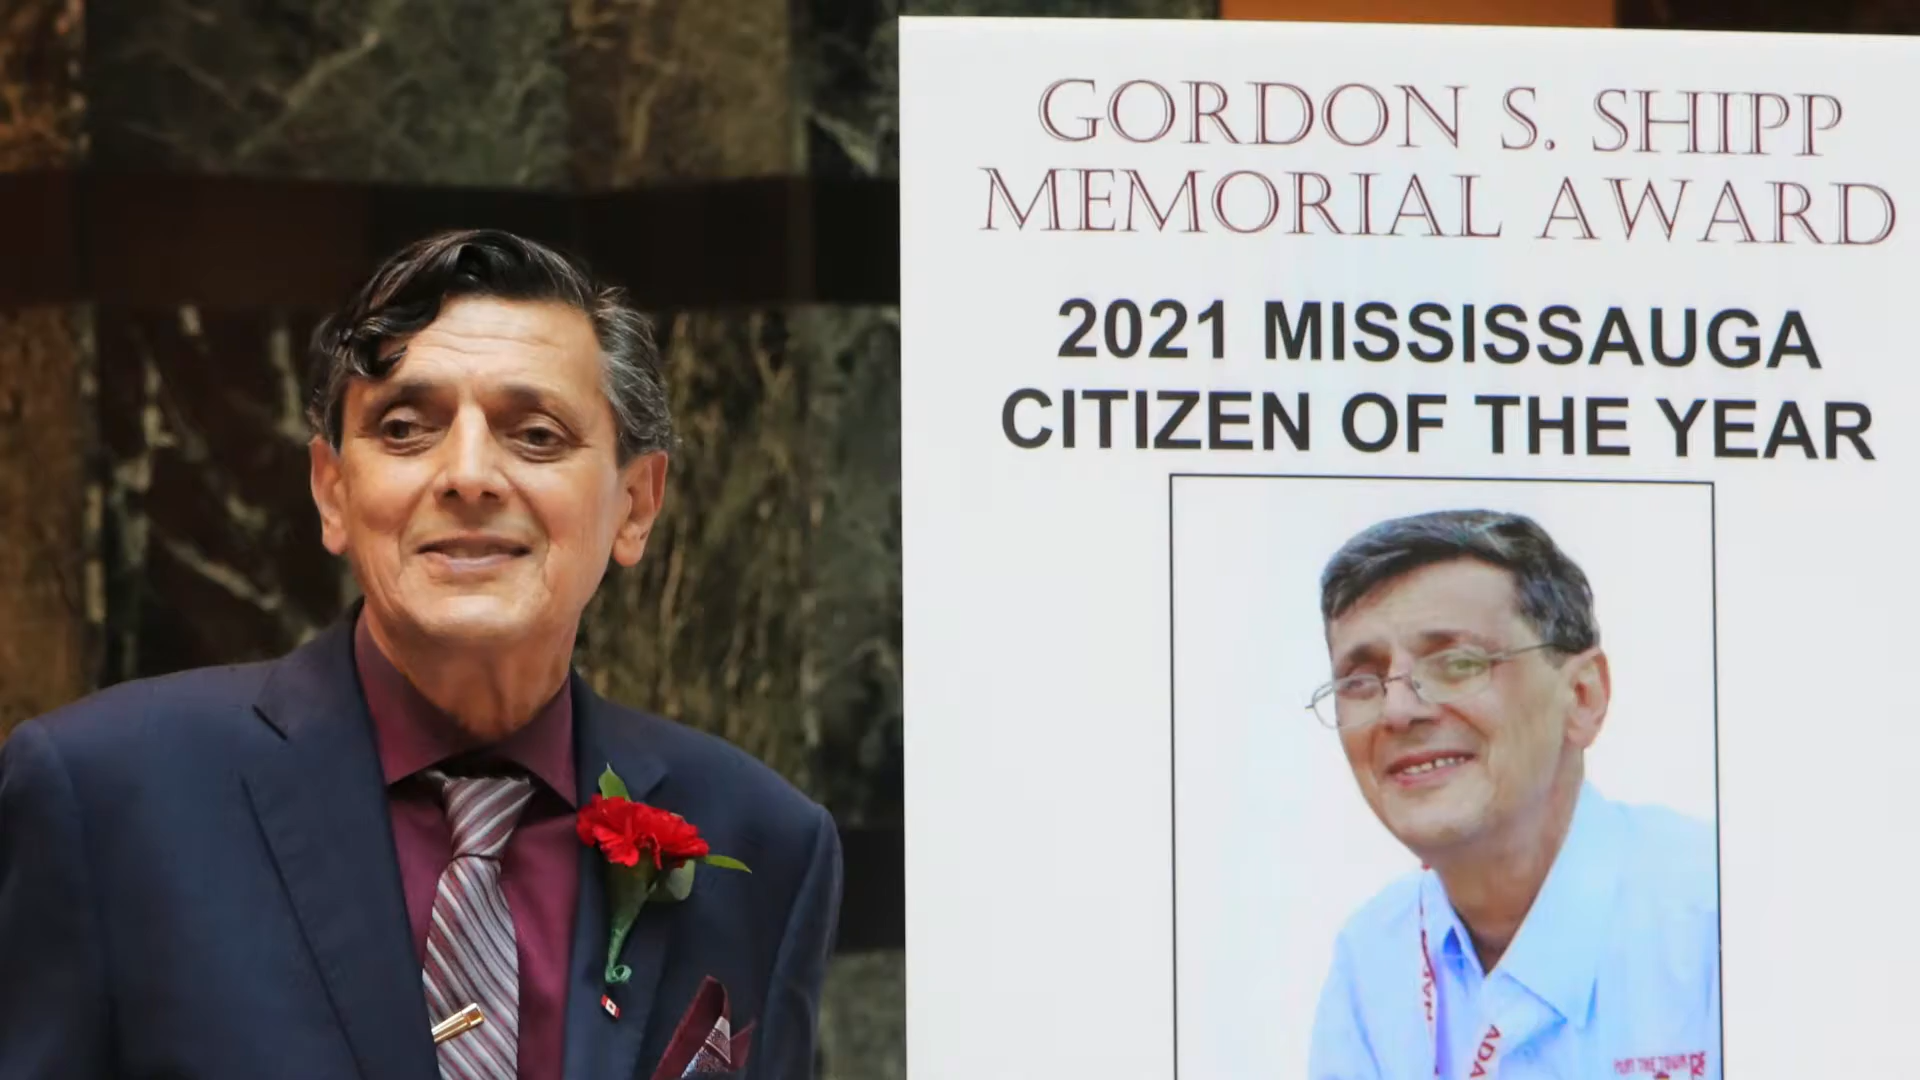 GORDON S. SHIPP
MEMORIAL AWARD
2021 MISSISSAUGA
CITIZEN OF THE YEAR